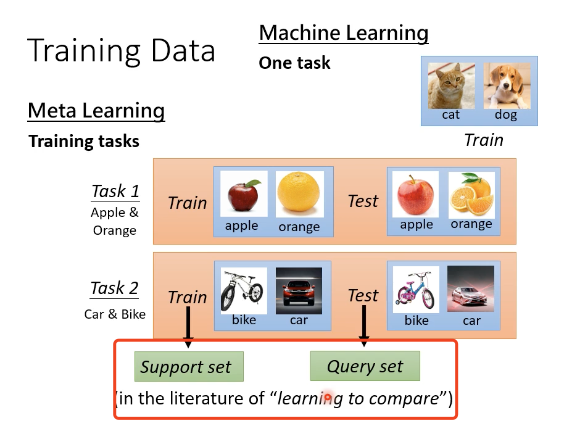 Training Data
Machine Learning
One task
cat dog
Train
Meta Learning
Training tasks
Task 1
Apple &
Orange
Train
apple orange
Test
apple orange
Task 2
Car & Bike
Train
bike car
Test
bike car
Support set
Query set
(in the literature of “learning to compare”)